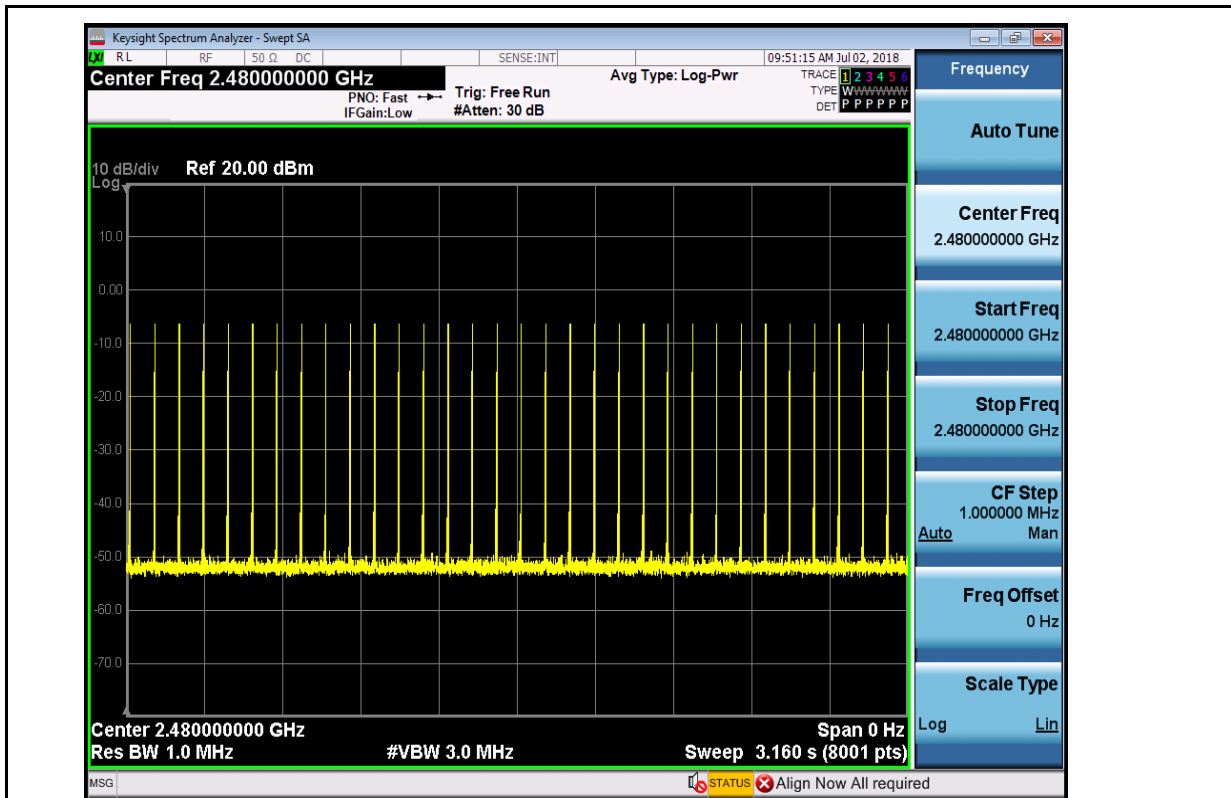 Keysight Spectrum Analyzer - Swept SA
LXI RL RF 50 Ω DC SENSE:INT 09:51:15 AM Jul 02, 2018
Center Freq 2.480000000 GHz
PNO: Fast
IFGain:Low
Trig: Free Run
#Atten: 30 dB
Avg Type: Log-Pwr
TRACE 1 2 3 4 5 6
TYPE WWWWWW
DET P P P P P P
10 dB/div Ref 20.00 dBm
Log
10.0
0.00
-10.0
-20.0
-30.0
-40.0
-50.0
-60.0
-70.0
Center 2.480000000 GHz Span 0 Hz
Res BW 1.0 MHz #VBW 3.0 MHz Sweep 3.160 s (8001 pts)
MSG STATUS Align Now All required
Frequency
Auto Tune
Center Freq
2.480000000 GHz
Start Freq
2.480000000 GHz
Stop Freq
2.480000000 GHz
CF Step
1.000000 MHz
Auto Man
Freq Offset
0 Hz
Scale Type
Log Lin